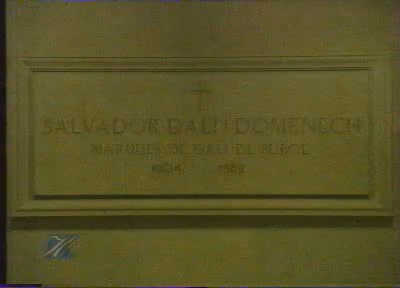 SALVADOR DALI I DOMENECH
MARQUES DE DALI DE PUBOL
1904 1989